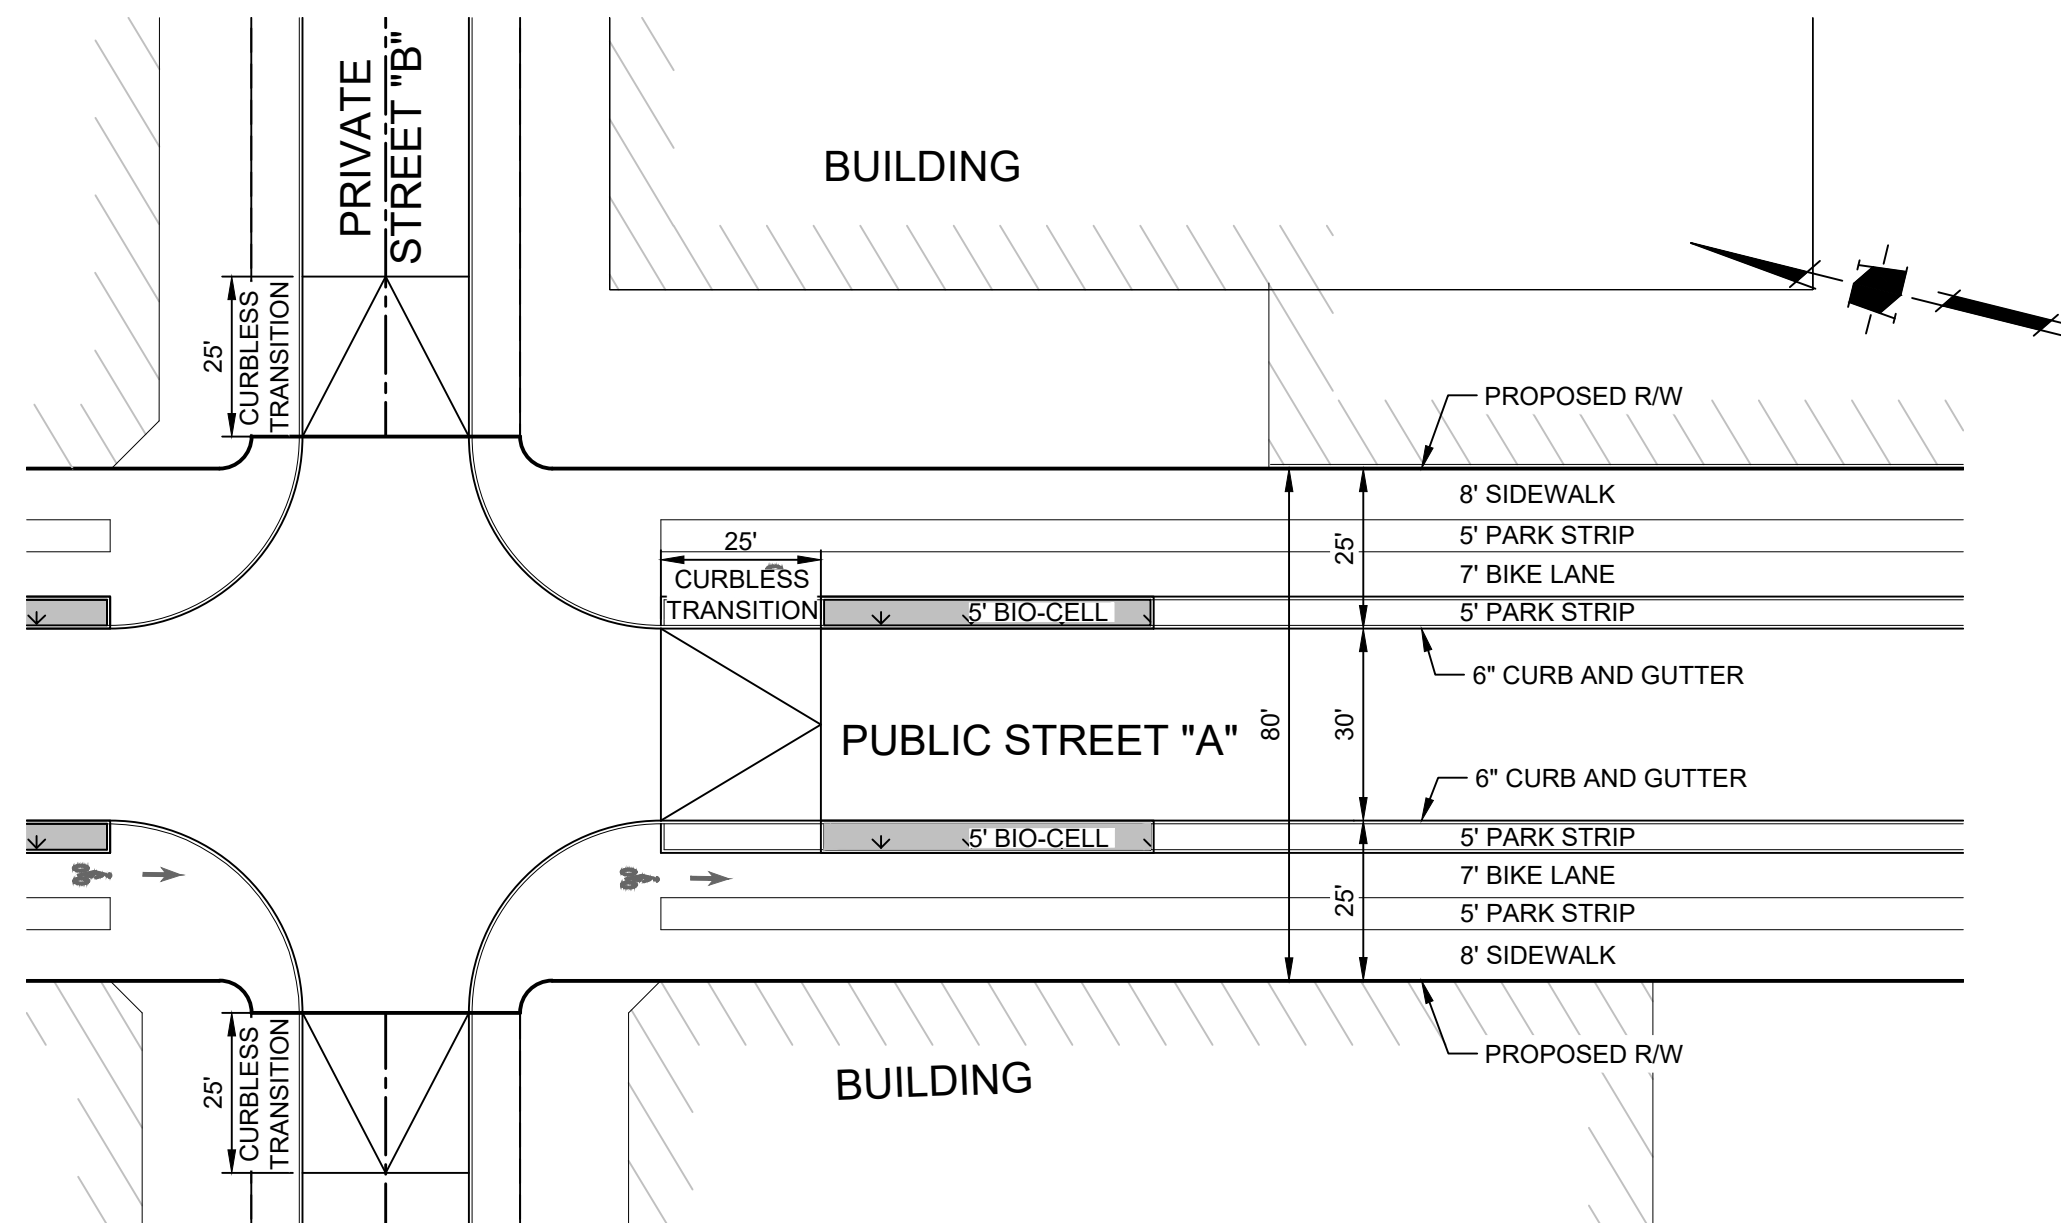 PRIVATE
STREET "B"
BUILDING
25'
CURBLESS
TRANSITION
PROPOSED R/W
8' SIDEWALK
5' PARK STRIP
7' BIKE LANE
5' PARK STRIP
25'
25'
CURBLESS
TRANSITION
5' BIO-CELL
6" CURB AND GUTTER
PUBLIC STREET "A"
80'
30'
6" CURB AND GUTTER
5' BIO-CELL
5' PARK STRIP
7' BIKE LANE
5' PARK STRIP
8' SIDEWALK
25'
PROPOSED R/W
25'
CURBLESS
TRANSITION
BUILDING